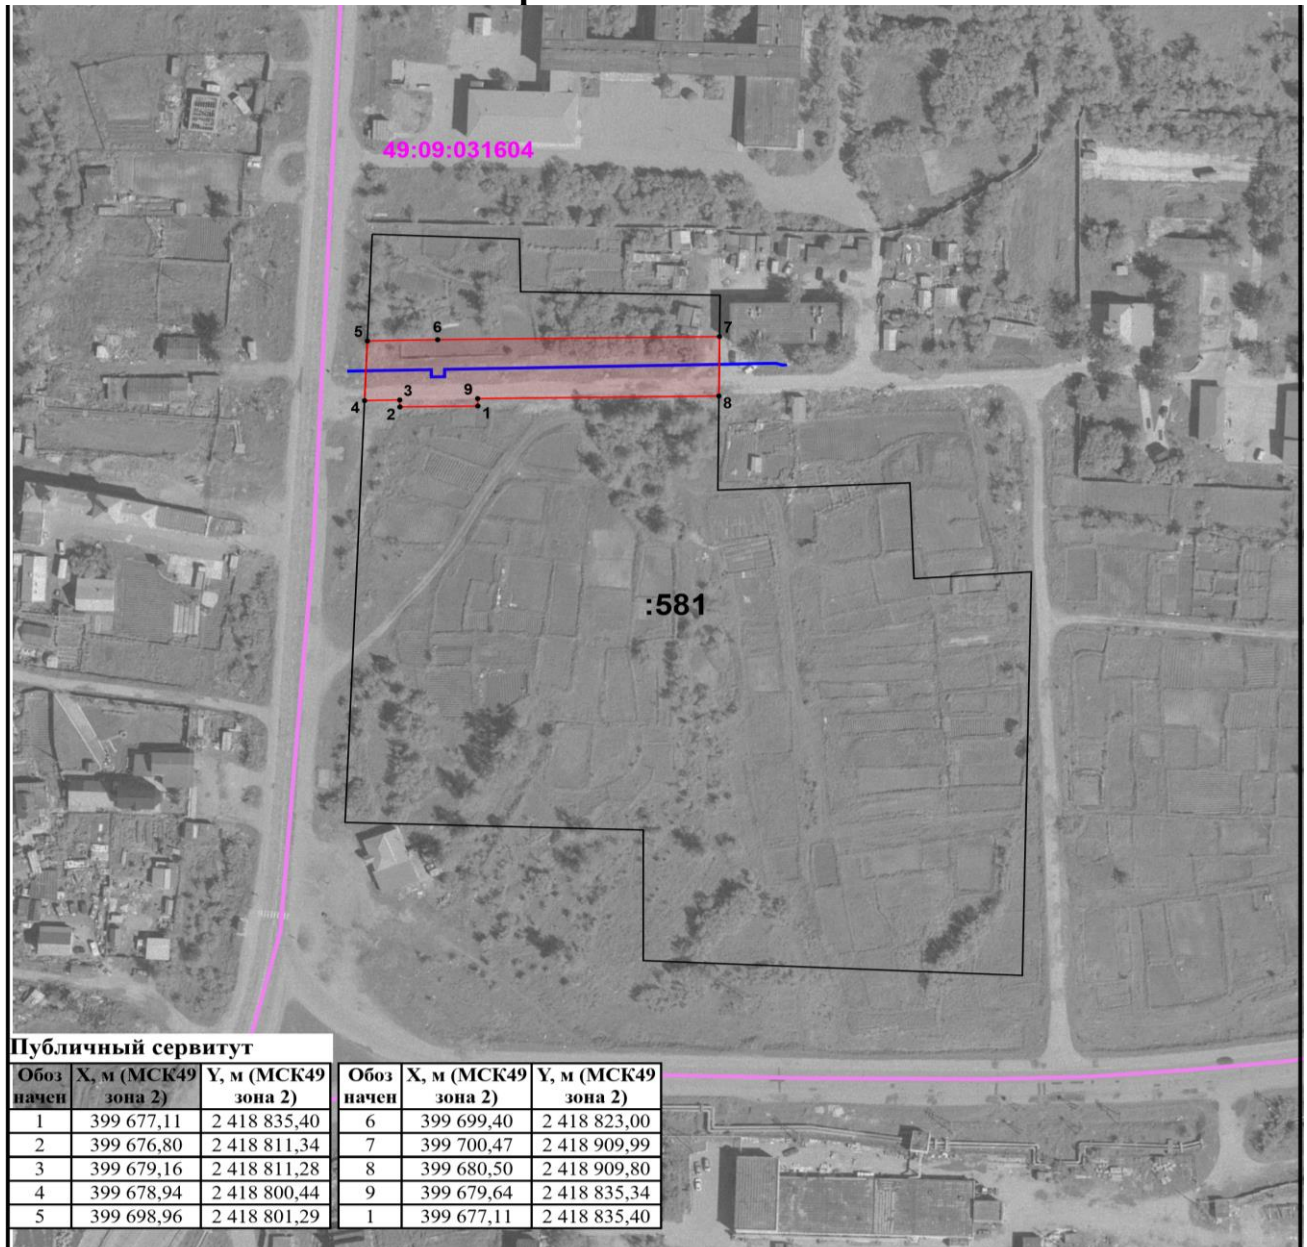 49:09:031604
5
6
7
3
9
4
2
1
8
:581
Публичный сервитут
Обозначен X, м (МСК49 зона 2) Y, м (МСК49 зона 2)
1 399 677,11 2 418 835,40
2 399 676,80 2 418 811,34
3 399 679,16 2 418 811,28
4 399 678,94 2 418 800,44
5 399 698,96 2 418 801,29
Обозначен X, м (МСК49 зона 2) Y, м (МСК49 зона 2)
6 399 699,40 2 418 823,00
7 399 700,47 2 418 909,99
8 399 680,50 2 418 909,80
9 399 679,64 2 418 835,34
1 399 677,11 2 418 835,40